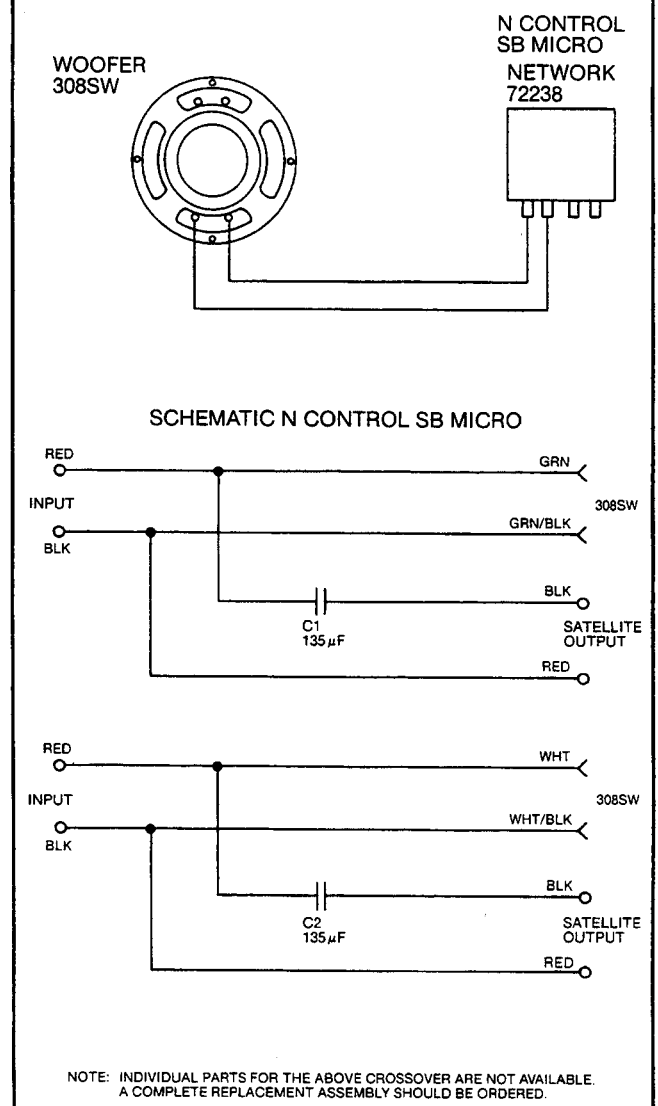 WOOFER
308SW
N CONTROL
SB MICRO
NETWORK
72238
SCHEMATIC N CONTROL SB MICRO
RED
GRN
INPUT
308SW
GRN/BLK
BLK
BLK
C1
135µF
SATELLITE
OUTPUT
RED
RED
WHT
INPUT
308SW
WHT/BLK
BLK
BLK
C2
135µF
SATELLITE
OUTPUT
RED
NOTE: INDIVIDUAL PARTS FOR THE ABOVE CROSSOVER ARE NOT AVAILABLE.
A COMPLETE REPLACEMENT ASSEMBLY SHOULD BE ORDERED.